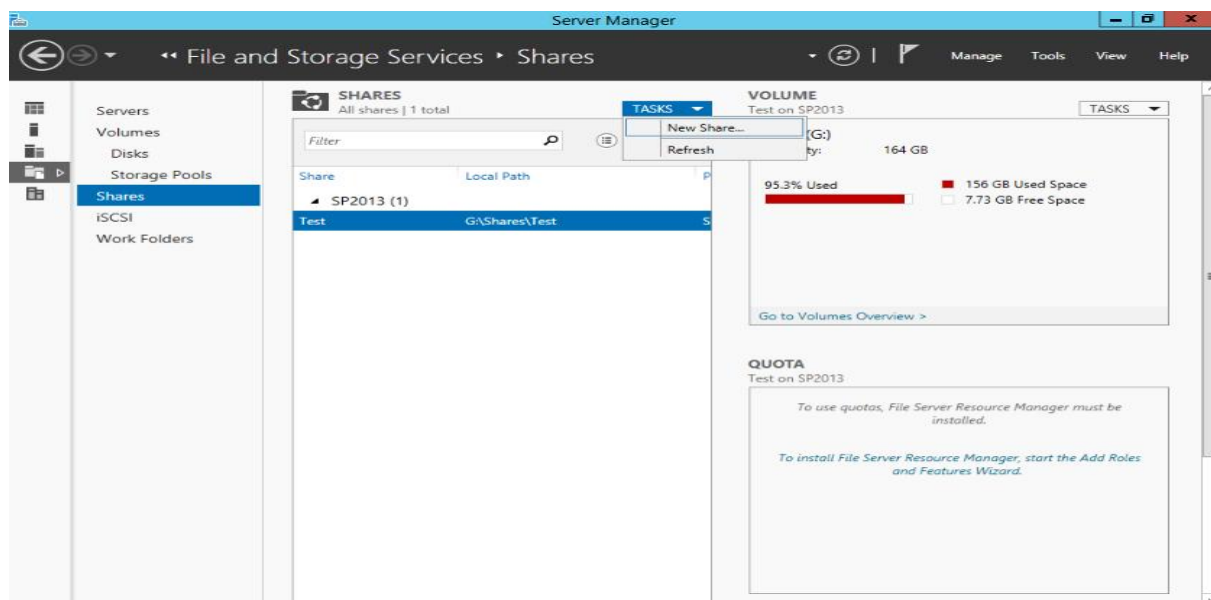 Server Manager
File and Storage Services • Shares
Manage Tools View Help
Servers
Volumes
Disks
Storage Pools
Shares
iSCSI
Work Folders
SHARES
All shares | 1 total
TASKS
New Share...
Refresh
Filter
Share Local Path P
SP2013 (1)
Test G:\Shares\Test S
VOLUME
Test on SP2013
TASKS
(G:)
ty: 164 GB
95.3% Used
156 GB Used Space
7.73 GB Free Space
Go to Volumes Overview >
QUOTA
Test on SP2013
To use quotas, File Server Resource Manager must be
installed.
To install File Server Resource Manager, start the Add Roles
and Features Wizard.